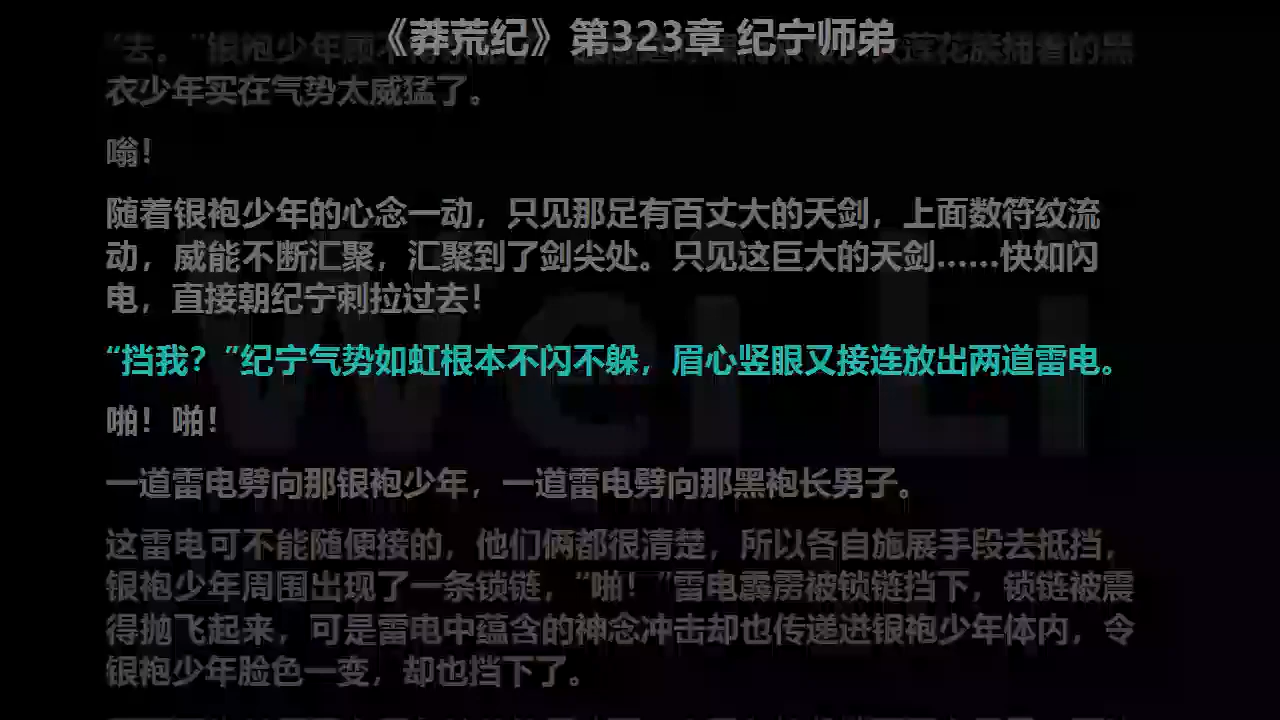 《莽荒纪》第323章 纪宁师弟
衣少年实在气势太威猛了。
嗡！
随着银袍少年的心念一动，只见那足有百丈大的天剑，上面数符纹流
动，威能不断汇聚，汇聚到了剑尖处。只见这巨大的天剑……快如闪
电，直接朝纪宁刺拉过去！
“挡我？”纪宁气势如虹根本不闪不躲，眉心竖眼又接连放出两道雷电。
啪！啪！
一道雷电劈向那银袍少年，一道雷电劈向那黑袍长男子。
这雷电可不能随便接的，他们俩都很清楚，所以各自施展手段去抵挡，
银袍少年周围出现了一条锁链，“啪！”雷电霹雳被锁链挡下，锁链被震
得抛飞起来，可是雷电中蕴含的神念冲击却也传递进银袍少年体内，令
银袍少年脸色一变，却也挡下了。
Wei Li